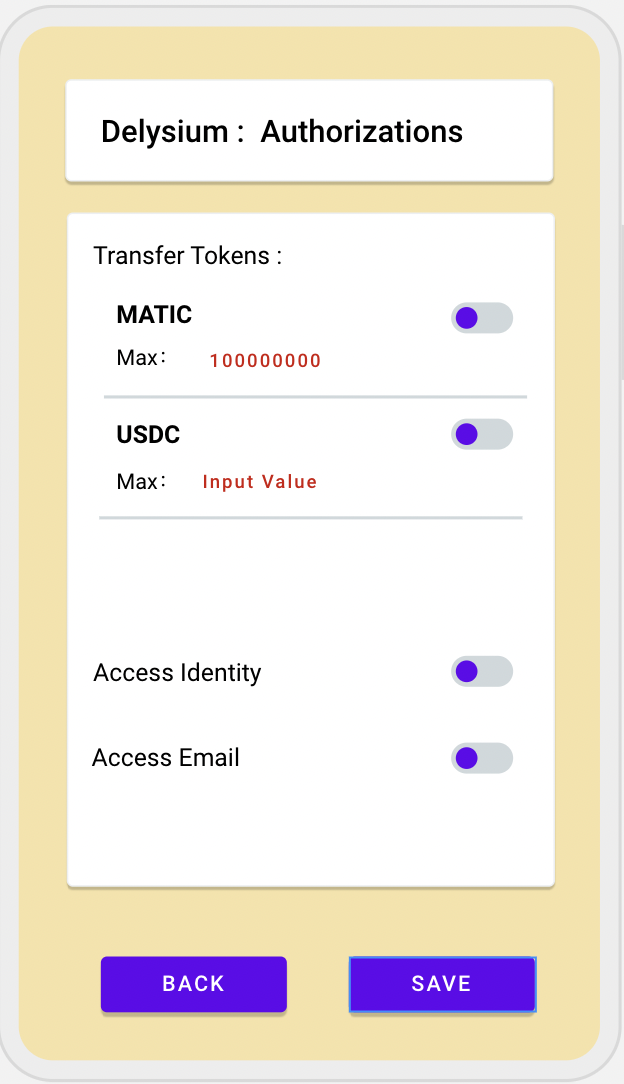 Delysium : Authorizations
Transfer Tokens :
MATIC
Max: 100000000
USDC
Max: Input Value
Access Identity
Access Email
BACK SAVE